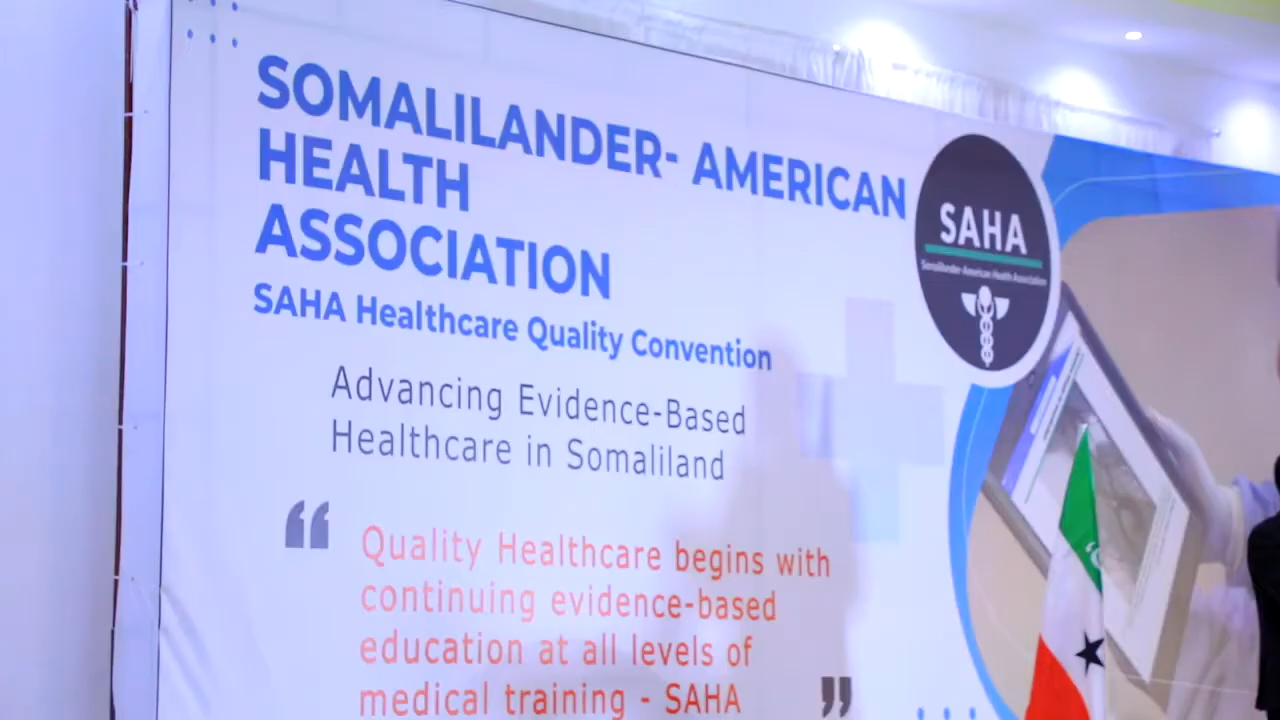 SOMALILANDER- AMERICAN
HEALTH
ASSOCIATION
SAHA Healthcare Quality Convention
Advancing Evidence-Based
Healthcare in Somaliland
“
Quality Healthcare begins with
continuing evidence-based
education at all levels of
medical training - SAHA
”
SAHA
Somalilander-American Health Association